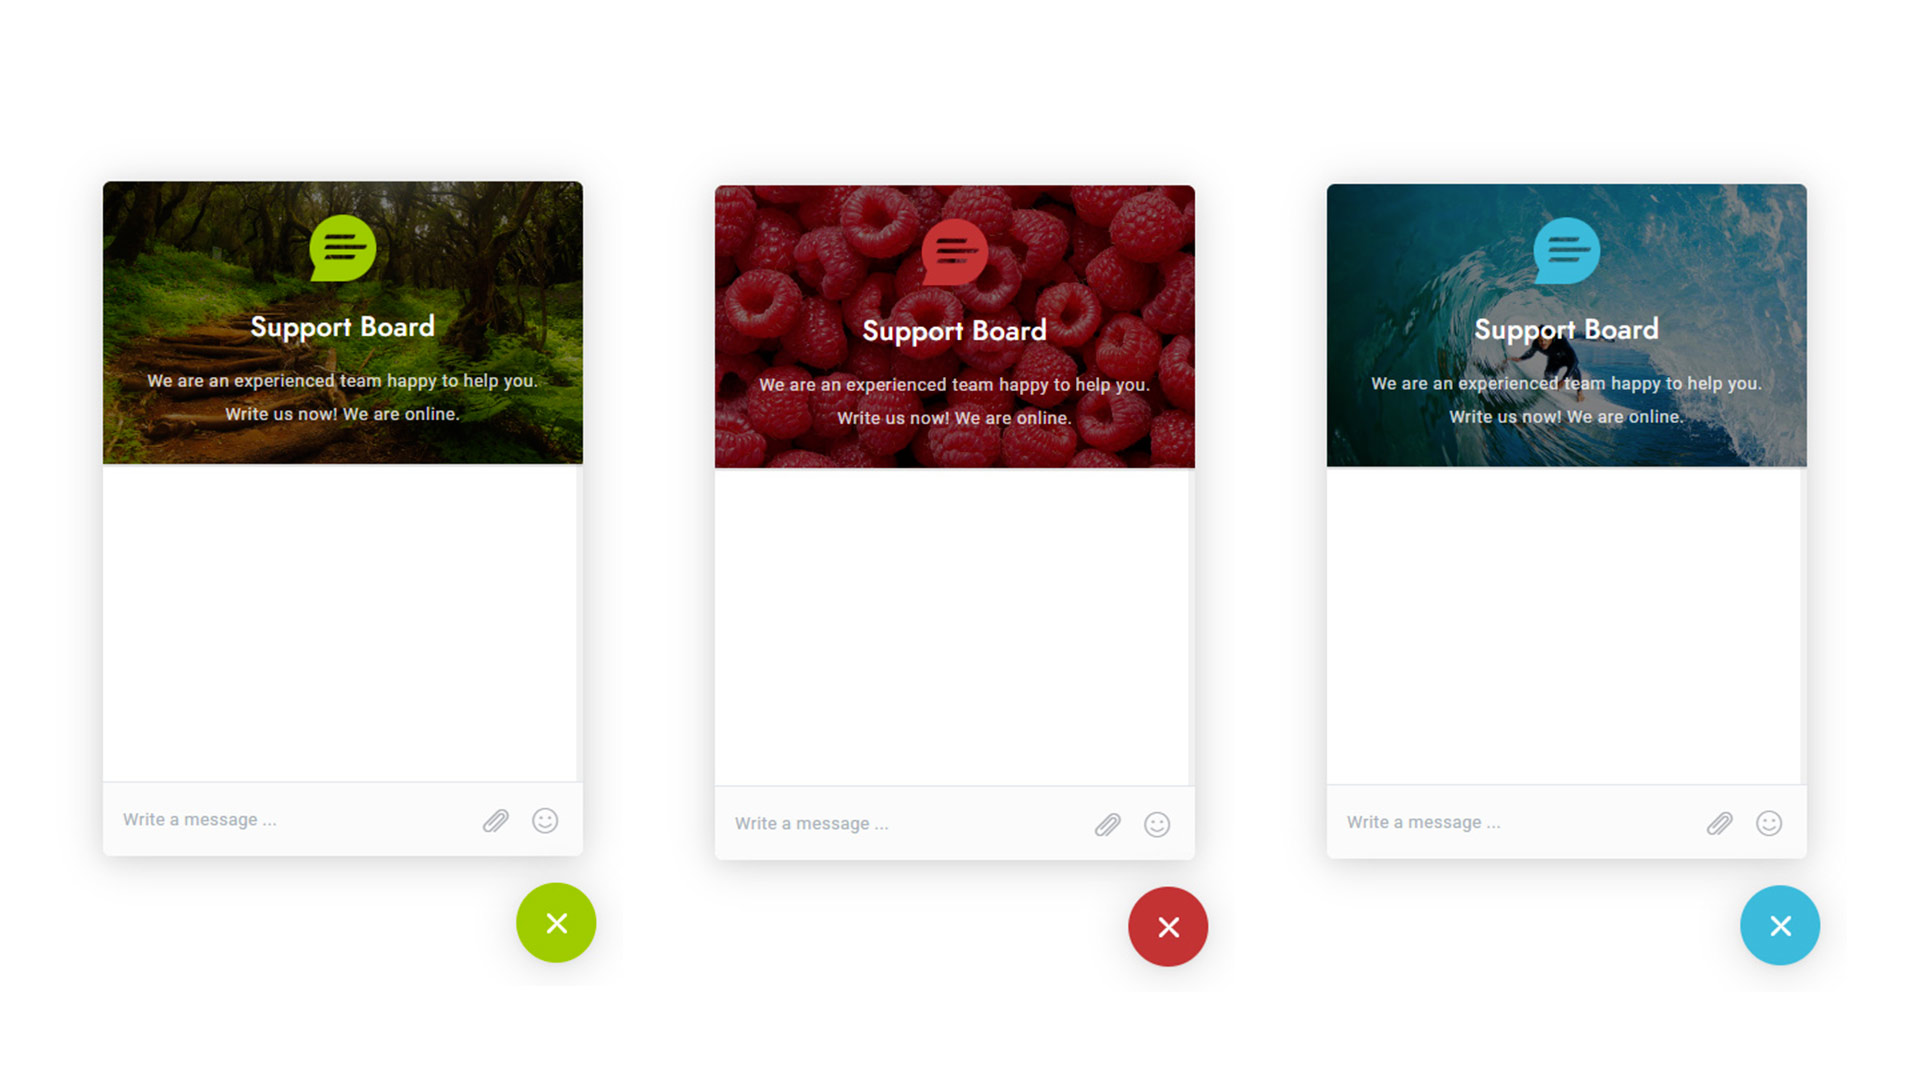 Support Board
We are an experienced team happy to help you.
Write us now! We are online.
Write a message ...
Support Board
We are an experienced team happy to help you.
Write us now! We are online.
Write a message ...
Support Board
We are an experienced team happy to help you.
Write us now! We are online.
Write a message ...